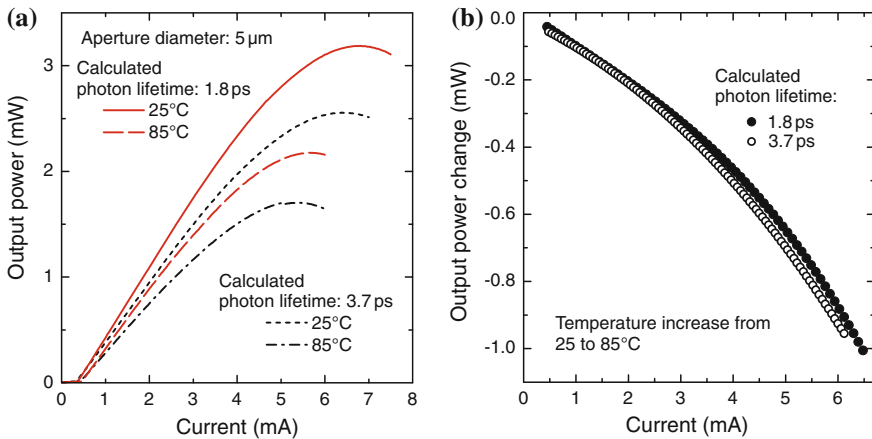 (a)
Aperture diameter: 5 µm
Calculated
photon lifetime: 1.8 ps
25°C
85°C
Calculated
photon lifetime: 3.7 ps
25°C
85°C
Output power (mW)
3
2
1
0
0 1 2 3 4 5 6 7 8
Current (mA)
(b)
Calculated
photon lifetime:
1.8 ps
3.7 ps
Temperature increase from
25 to 85°C
Output power change (mW)
0.0
-0.2
-0.4
-0.6
-0.8
-1.0
0 1 2 3 4 5 6
Current (mA)